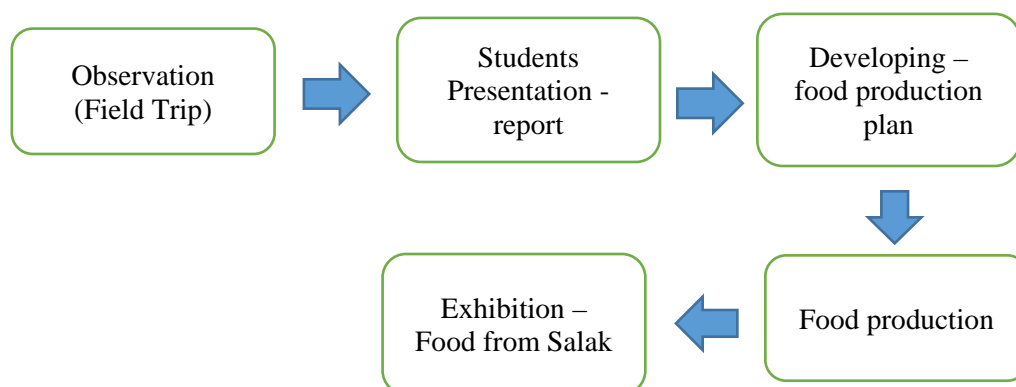 Observation
(Field Trip)
Students
Presentation -
report
Developing –
food production
plan
Food production
Exhibition –
Food from Salak